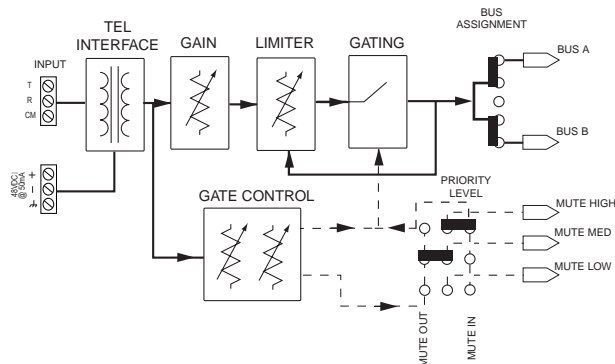 BUS
ASSIGNMENT
TEL
INTERFACE
GAIN
LIMITER
GATING
INPUT
T
R
CM
BUS A
BUS B
48VDC
@ 50mA
+
–
GATE CONTROL
PRIORITY
LEVEL
MUTE HIGH
MUTE MED
MUTE LOW
MUTE OUT
MUTE IN